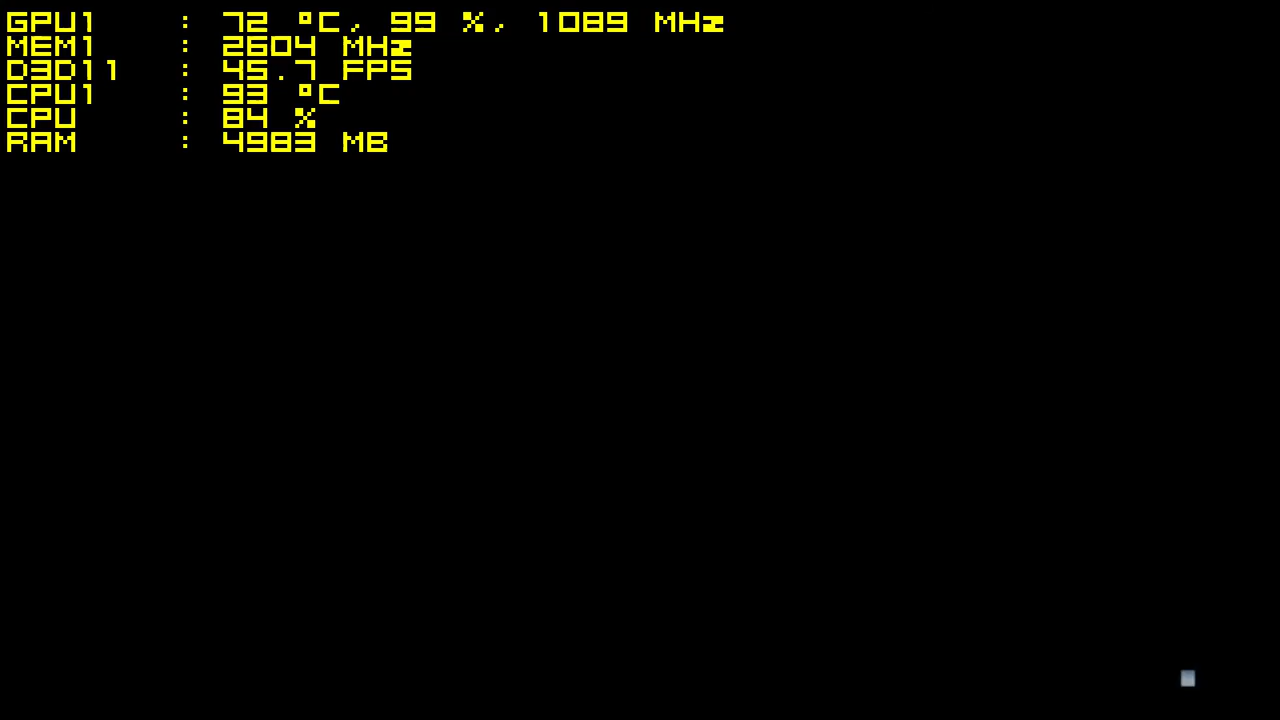 GPU1 : 72 °C, 99 %, 1089 MHz
MEM1 : 2604 MHz
D3D11 : 45.7 FPS
CPU1 : 93 °C
CPU : 84 %
RAM : 4983 MB